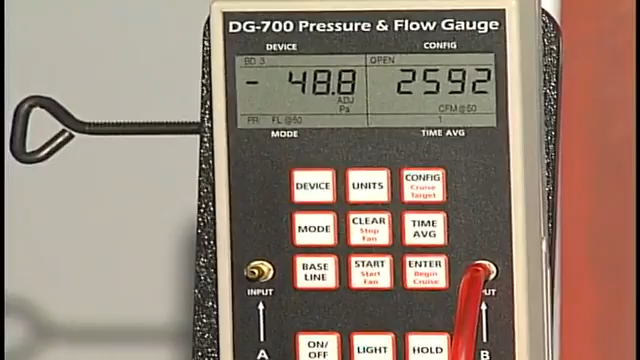 DG-700 Pressure & Flow Gauge
DEVICE CONFIG
BD 3 OPEN
- 48.8 2592
ADJ
Pa
PR FL @50 CFM @50
1
MODE TIME AVG
DEVICE UNITS CONFIG
Cruise
Target
MODE CLEAR TIME
Stop AVG
Fan
BASE START ENTER
LINE Start Begin
Fan Cruise
INPUT PUT
A B
ON/ LIGHT HOLD
OFF